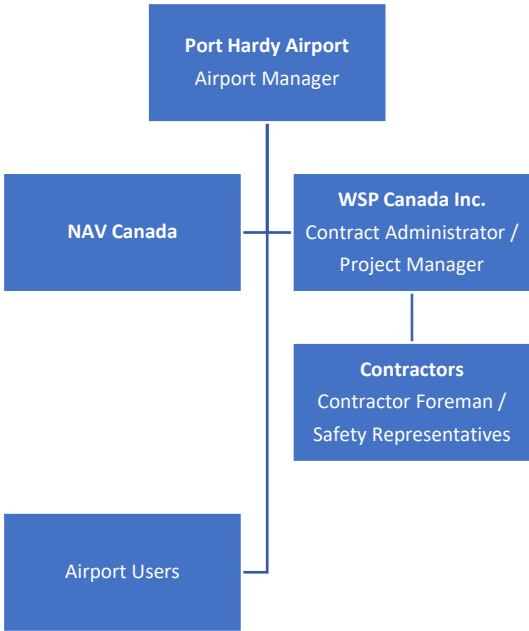 Port Hardy Airport
Airport Manager
NAV Canada
WSP Canada Inc.
Contract Administrator /
Project Manager
Contractors
Contractor Foreman /
Safety Representatives
Airport Users